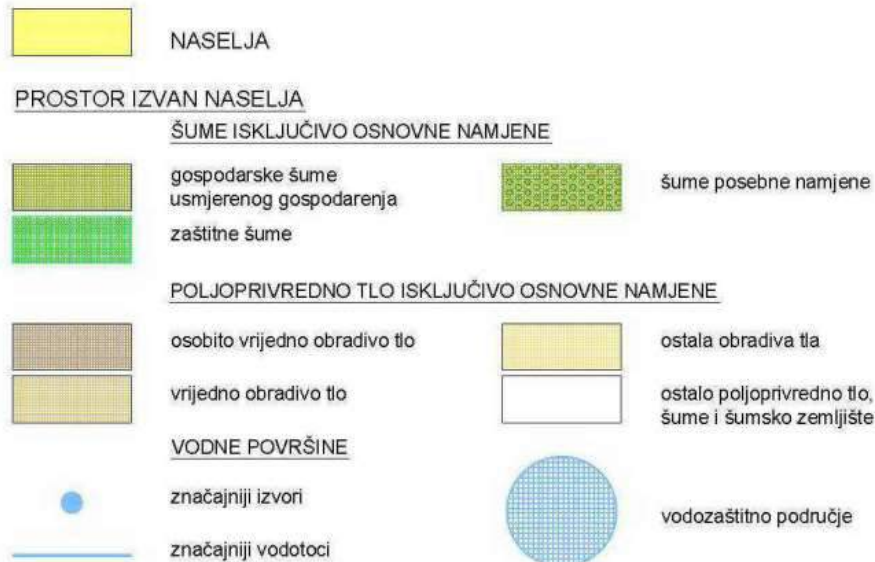 NASELJA
PROSTOR IZVAN NASELJA
ŠUME ISKLJUČIVO OSNOVNE NAMJENE
gospodarske šume
usmjerenog gospodarenja
šume posebne namjene
zaštitne šume
POLJOPRIVREDNO TLO ISKLJUČIVO OSNOVNE NAMJENE
osobito vrijedno obradivo tlo
ostala obradiva tla
vrijedno obradivo tlo
ostalo poljoprivredno tlo,
šume i šumsko zemljište
VODNE POVRŠINE
značajniji izvori
vodozaštitno područje
značajniji vodotoci